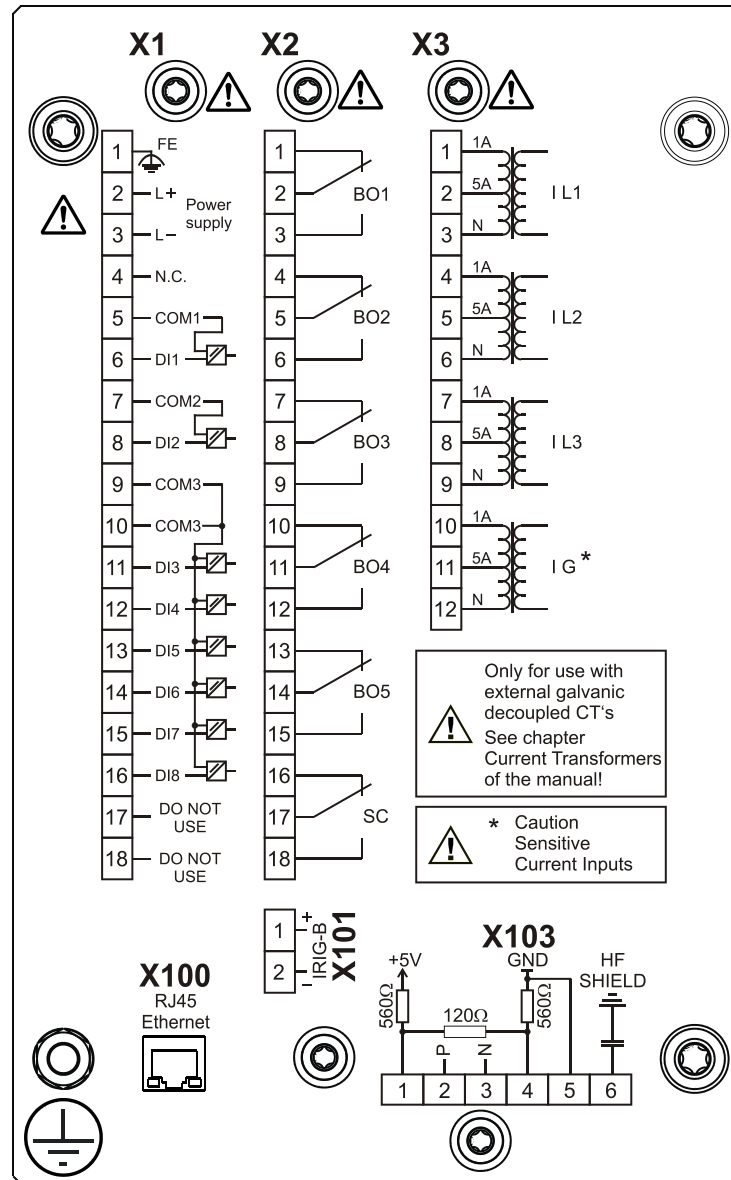 X1
X2
X3
1 FE
2 L+
Power
supply
3 L−
4 N.C.
5 COM1
6 DI1
7 COM2
8 DI2
9 COM3
10 COM3
11 DI3
12 DI4
13 DI5
14 DI6
15 DI7
16 DI8
17 DO NOT
USE
18 DO NOT
USE
1
2 BO1
3
4
5 BO2
6
7
8 BO3
9
10
11 BO4
12
13
14 BO5
15
16
17 SC
18
1 1A
2 5A I L1
3 N
4 1A
5 5A I L2
6 N
7 1A
8 5A I L3
9 N
10 1A
11 5A I G *
12 N
Only for use with
external galvanic
decoupled CT‘s
See chapter
Current Transformers
of the manual!
* Caution
Sensitive
Current Inputs
1 +
2 −
IRIG-B
X101
X100
RJ45
Ethernet
X103
+5V
GND
HF
SHIELD
560Ω
120Ω
560Ω
P
N
1 2 3 4 5 6